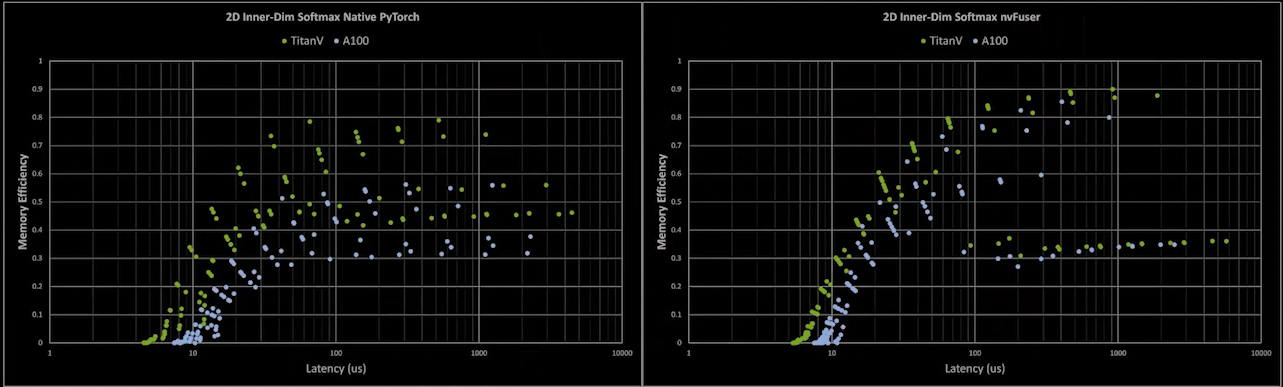 2D Inner-Dim Softmax Native PyTorch
TitanV A100
1
0.9
0.8
0.7
0.6
0.5
0.4
0.3
0.2
0.1
0
Memory Efficiency
1 10 100 1000 10000
Latency (us)
2D Inner-Dim Softmax nvFuser
TitanV A100
1
0.9
0.8
0.7
0.6
0.5
0.4
0.3
0.2
0.1
0
Memory Efficiency
1 10 100 1000 10000
Latency (us)